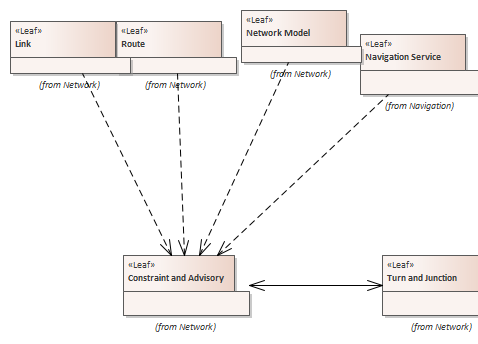 «Leaf»
Link
(from Network)
«Leaf»
Route
(from Network)
«Leaf»
Network Model
(from Network)
«Leaf»
Navigation Service
(from Navigation)
«Leaf»
Constraint and Advisory
(from Network)
«Leaf»
Turn and Junction
(from Network)